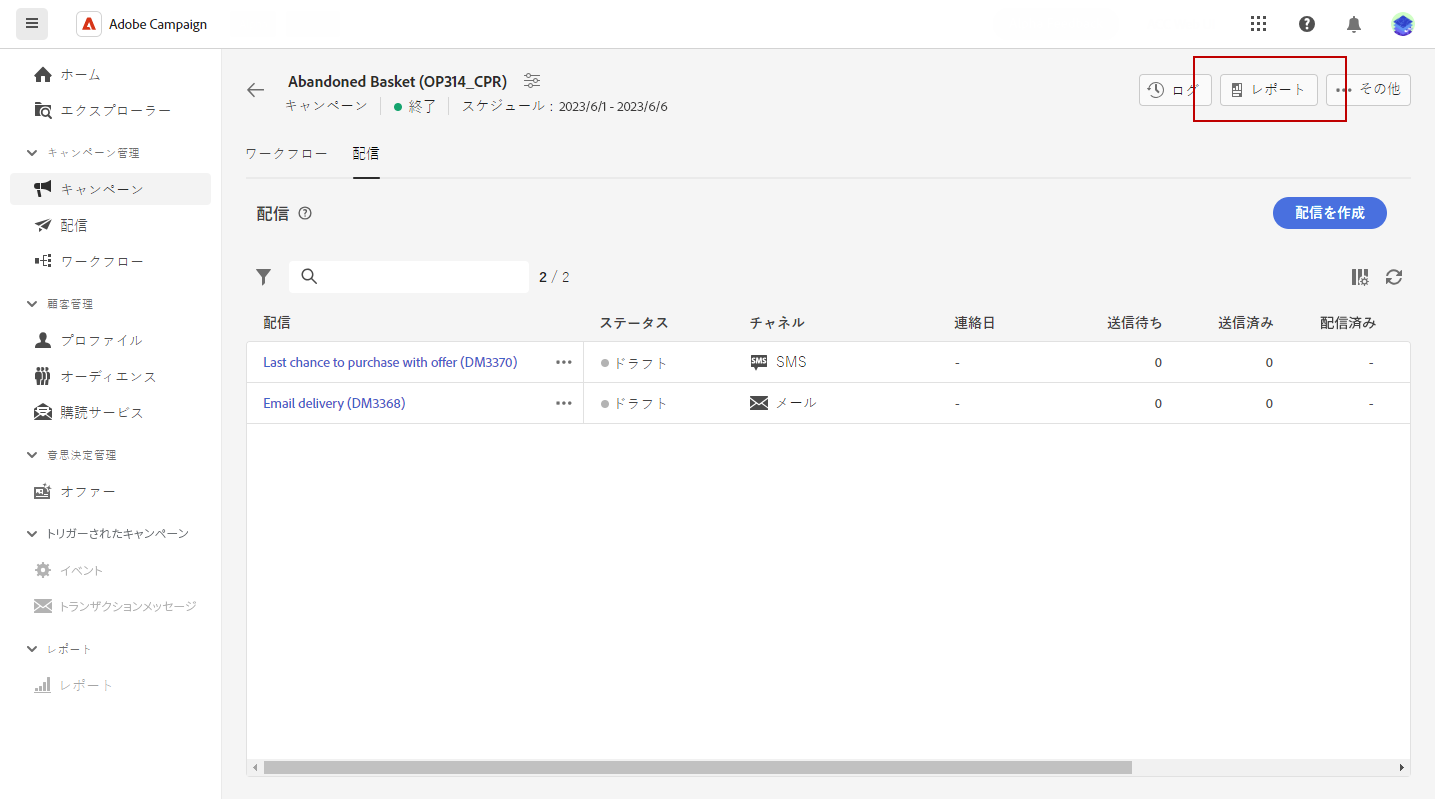 Adobe Campaign
ホーム
エクスプローラー
キャンペーン管理
キャンペーン
配信
ワークフロー
顧客管理
プロファイル
オーディエンス
購読サービス
意思決定管理
オファー
トリガーされたキャンペーン
イベント
トランザクションメッセージ
レポート
レポート
Abandoned Basket (OP314_CPR)
キャンペーン 終了 スケジュール : 2023/6/1 - 2023/6/6
ログ レポート その他
ワークフロー 配信
配信
配信を作成
2 / 2
配信 ステータス チャネル 連絡日 送信待ち 送信済み 配信済み
Last chance to purchase with offer (DM3370) ドラフト SMS SMS - 0 0 -
Email delivery (DM3368) ドラフト メール - 0 0 -